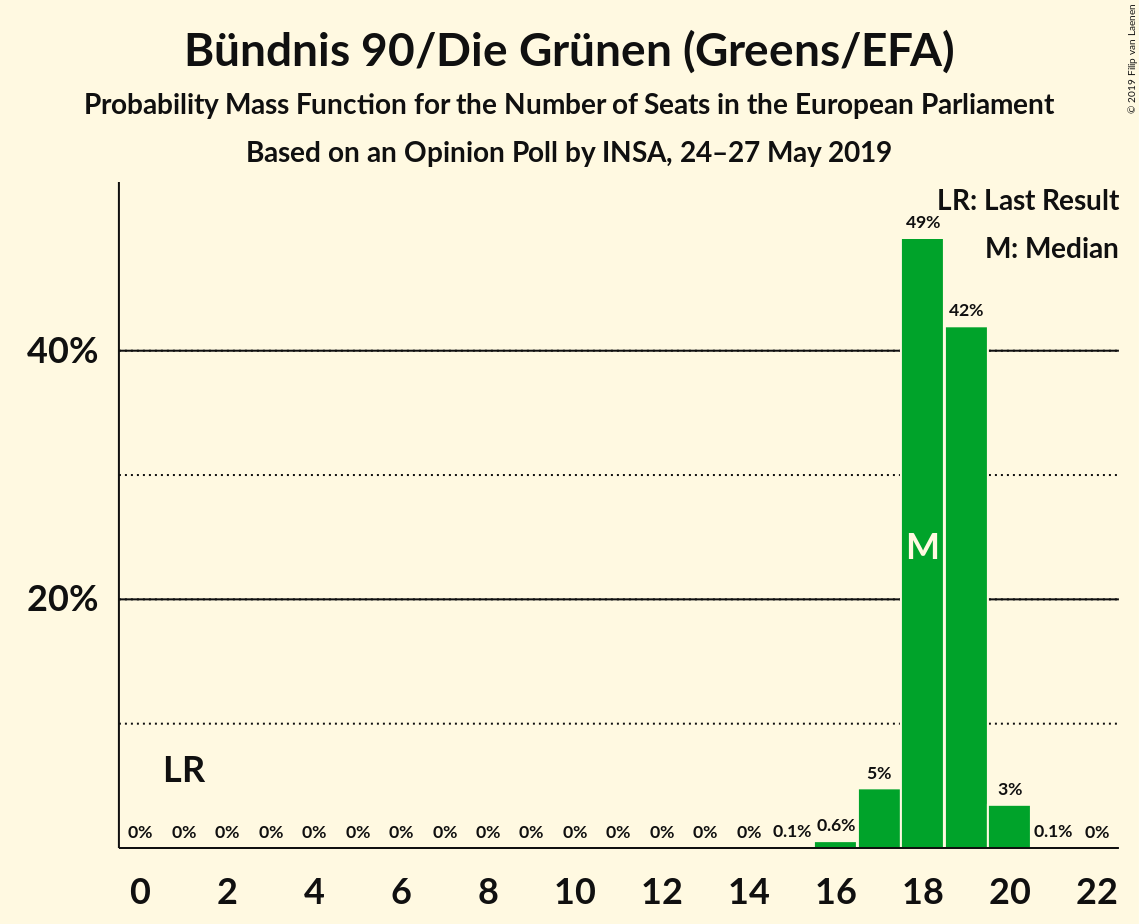 Bündnis 90/Die Grünen (Greens/EFA)
Probability Mass Function for the Number of Seats in the European Parliament
Based on an Opinion Poll by INSA, 24–27 May 2019
© 2019 Filip van Laenen
LR: Last Result
M: Median
49%
42%
40%
M
20%
LR
5%
3%
0% 0% 0% 0% 0% 0% 0% 0% 0% 0% 0% 0% 0% 0% 0% 0.1% 0.6% 0.1% 0%
0 2 4 6 8 10 12 14 16 18 20 22